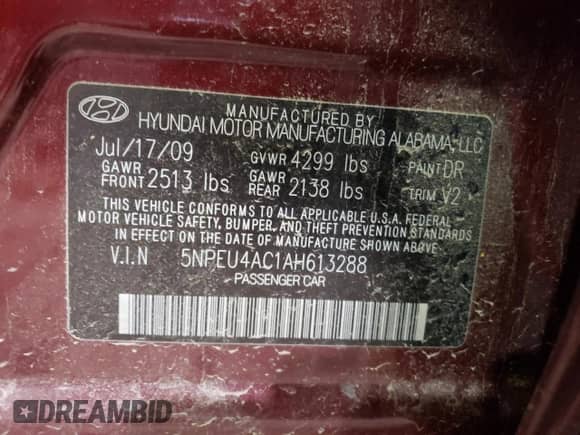 MANUFACTURED BY
HYUNDAI MOTOR MANUFACTURING ALABAMA, LLC
Jul/17/09 GVWR 4299 lbs PAINT DR
GAWR FRONT 2513 lbs GAWR REAR 2138 lbs TRIM V2
THIS VEHICLE CONFORMS TO ALL APPLICABLE U.S.A. FEDERAL
MOTOR VEHICLE SAFETY, BUMPER, AND THEFT PREVENTION STANDARDS
IN EFFECT ON THE DATE OF MANUFACTURE SHOWN ABOVE.
V.I.N 5NPEU4AC1AH613288
PASSENGER CAR
DREAMBID